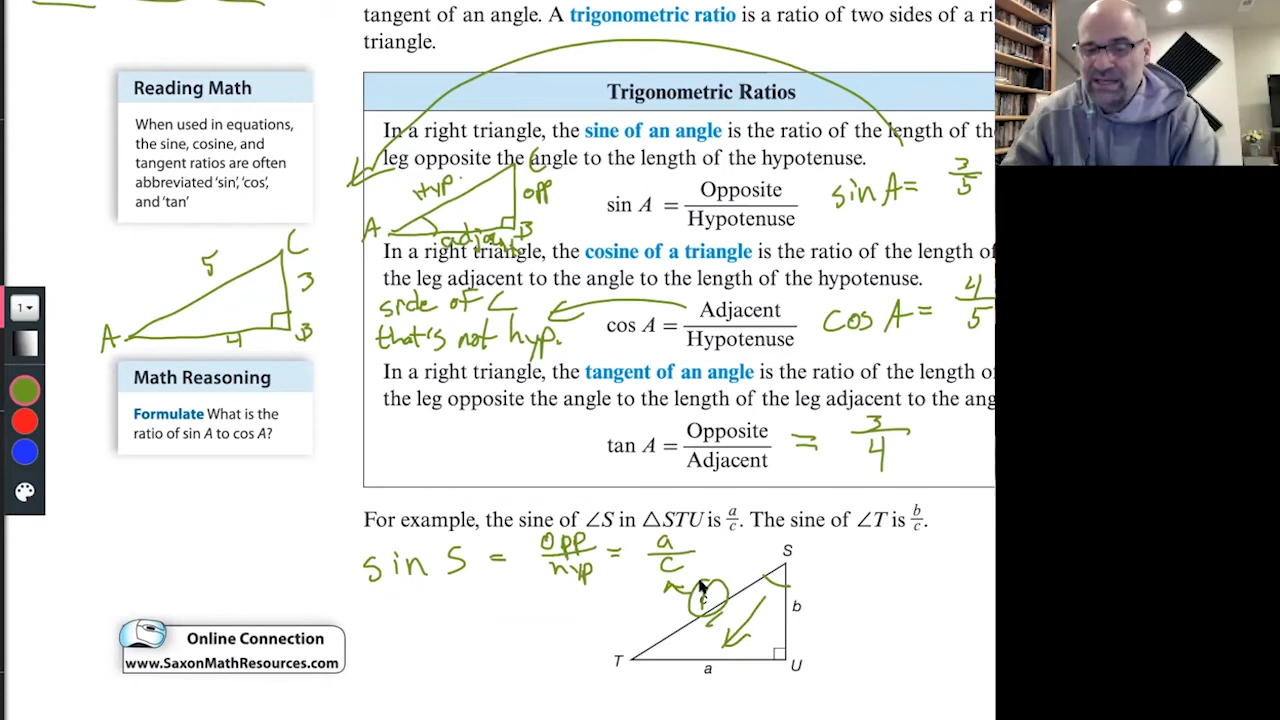 tangent of an angle. A trigonometric ratio is a ratio of two sides of a ri
triangle.
Reading Math
When used in equations,
the sine, cosine, and
tangent ratios are often
abbreviated ‘sin’, ‘cos’,
and ‘tan’
5
C
3
A
4
B
Math Reasoning
Formulate What is the
ratio of sin A to cos A?
Trigonometric Ratios
In a right triangle, the sine of an angle is the ratio of the length of th
leg opposite the angle to the length of the hypotenuse.
C
Hyp.
opp
A
B
adjacent
sin A = Opposite
Hypotenuse
sin A = 3
5
In a right triangle, the cosine of a triangle is the ratio of the length of
the leg adjacent to the angle to the length of the hypotenuse.
side of ∠
that's not hyp.
cos A = Adjacent
Hypotenuse
cos A = 4
5
In a right triangle, the tangent of an angle is the ratio of the length o
the leg opposite the angle to the length of the leg adjacent to the ang
tan A = Opposite
Adjacent
= 3
4
For example, the sine of ∠S in △STU is a/c. The sine of ∠T is b/c.
sin S = opp = a
hyp c
S
c
b
T
a
U
Online Connection
www.SaxonMathResources.com
1